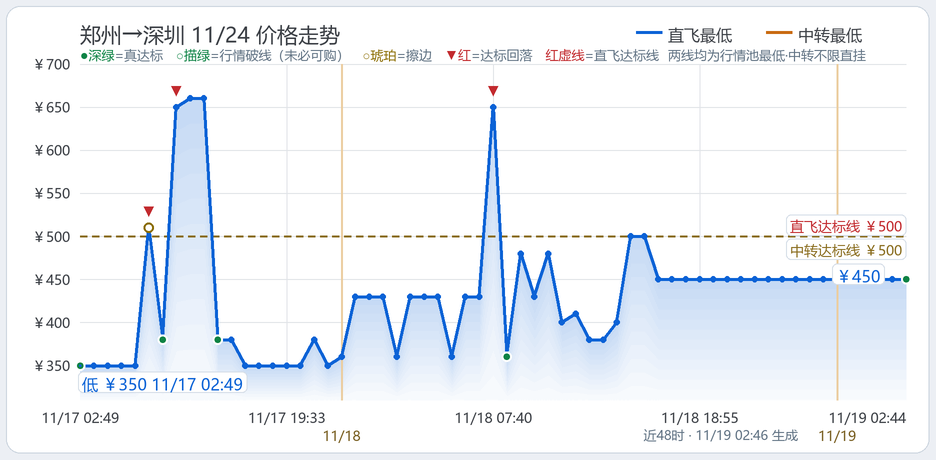 郑州→深圳 11/24 价格走势
直飞最低 中转最低
●深绿=真达标 ○描绿=行情破线（未必可购） ○琥珀=擦边 ▼红=达标回落 红虚线=直飞达标线 两线均为行情池最低·中转不限直挂
¥700
¥650
¥600
¥550
¥500
¥450
¥400
¥350
直飞达标线 ¥500
中转达标线 ¥500
¥450
低 ¥350 11/17 02:49
11/17 02:49 11/17 19:33 11/18 07:40 11/18 18:55 11/19 02:44
11/18 近48时 · 11/19 02:46 生成 11/19